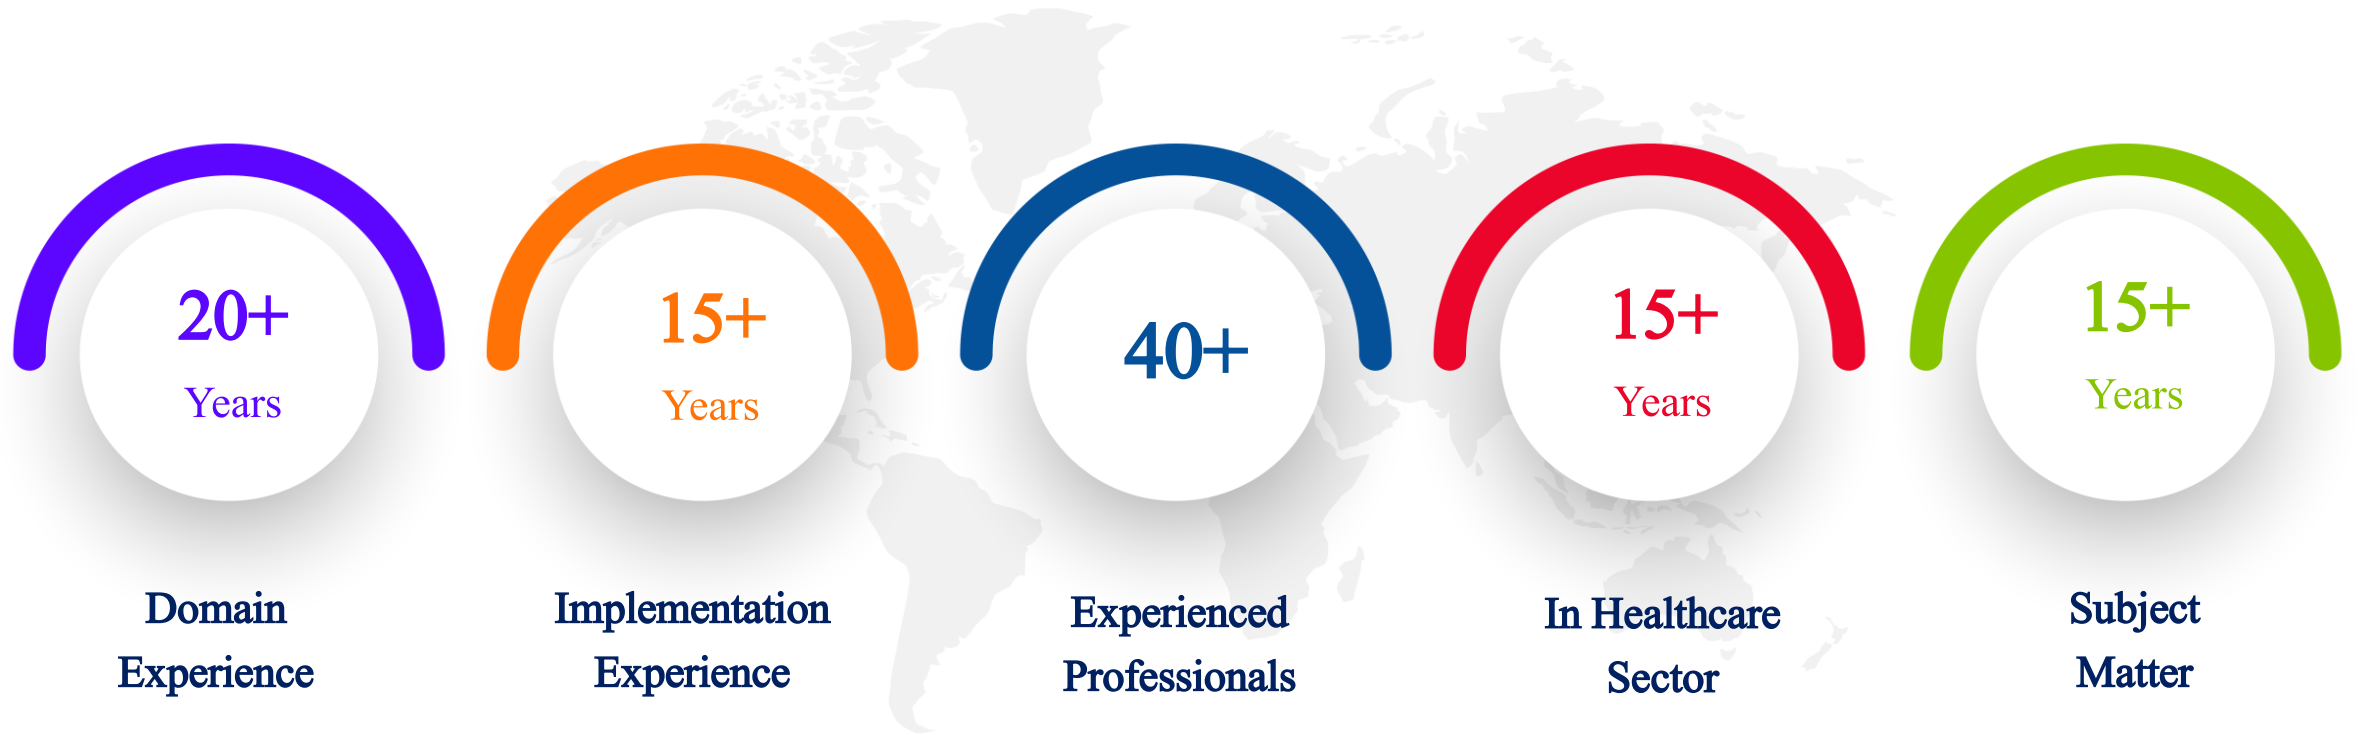 20+
Years
Domain
Experience
15+
Years
Implementation
Experience
40+
Experienced
Professionals
15+
Years
In Healthcare
Sector
15+
Years
Subject
Matter